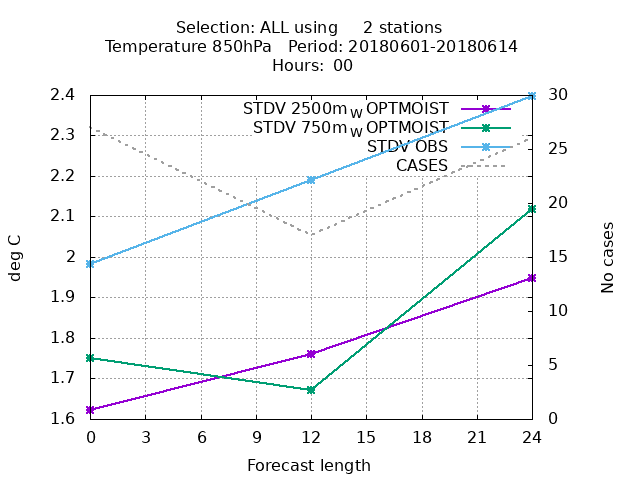 Selection: ALL using 2 stations
Temperature 850hPa Period: 20180601-20180614
Hours: 00
STDV 2500m_W OPTMOIST
STDV 750m_W OPTMOIST
STDV OBS
CASES
2.4
2.3
2.2
2.1
2
1.9
1.8
1.7
1.6
deg C
30
25
20
15
10
5
0
No cases
0 3 6 9 12 15 18 21 24
Forecast length